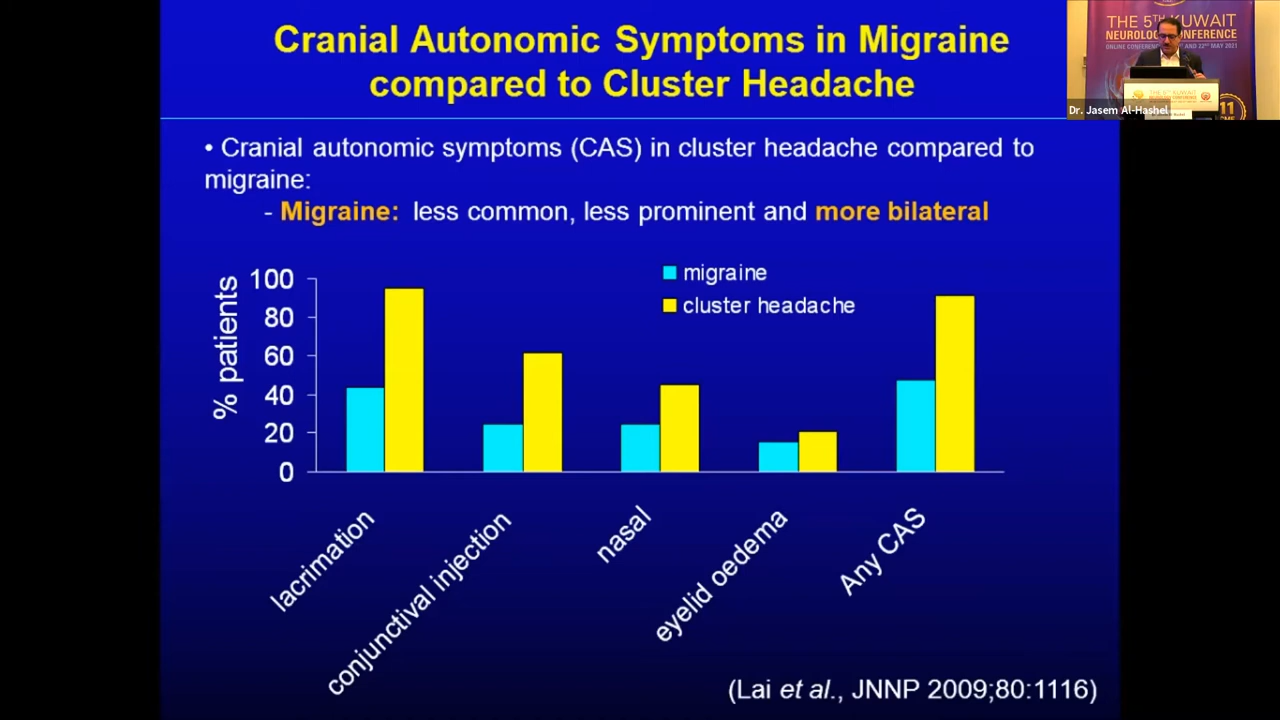 Cranial Autonomic Symptoms in Migraine
compared to Cluster Headache
THE 5TH KUWAIT
NEUROLOGY CONFERENCE
Dr. Jasem Al-Hashel
• Cranial autonomic symptoms (CAS) in cluster headache compared to
migraine:
- Migraine: less common, less prominent and more bilateral
migraine
cluster headache
% patients
100
80
60
40
20
0
lacrimation
conjunctival injection
nasal
eyelid oedema
Any CAS
(Lai et al., JNNP 2009;80:1116)